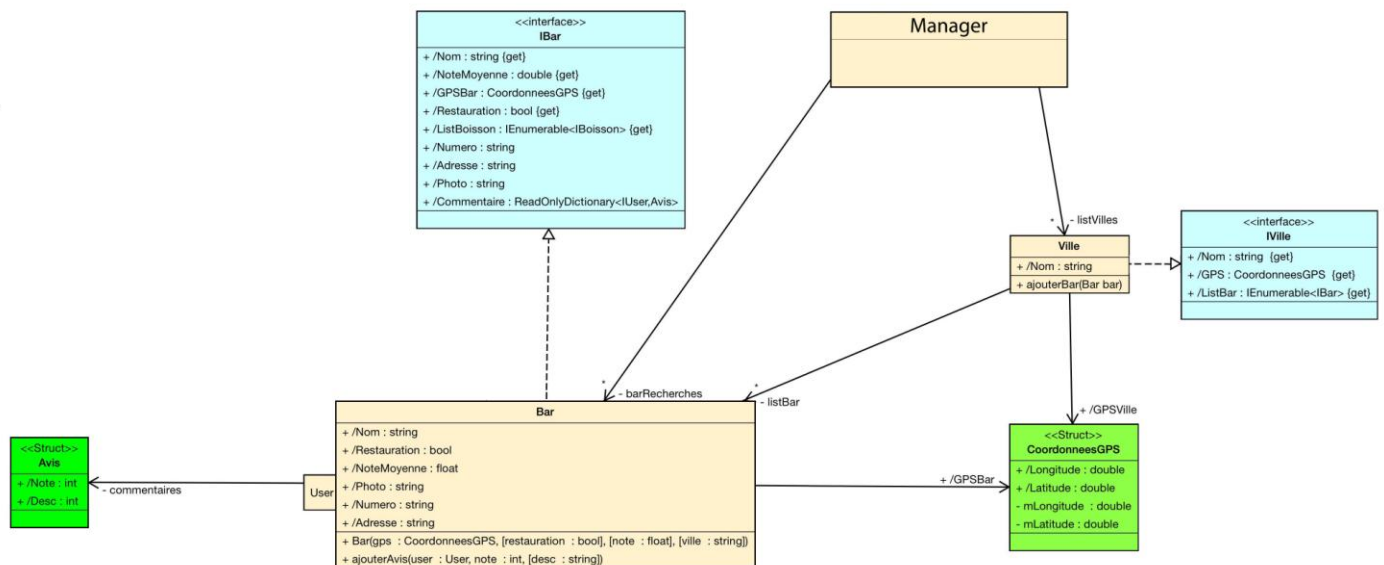 <<interface>>
IBar
+ /Nom : string {get}
+ /NoteMoyenne : double {get}
+ /GPSBar : CoordonneesGPS {get}
+ /Restauration : bool {get}
+ /ListBoisson : IEnumerable<IBoisson> {get}
+ /Numero : string
+ /Adresse : string
+ /Photo : string
+ /Commentaire : ReadOnlyDictionary<IUser,Avis>
Manager
* - listVilles
Ville
+ /Nom : string
+ ajouterBar(Bar bar)
<<interface>>
IVille
+ /Nom : string {get}
+ /GPS : CoordonneesGPS {get}
+ /ListBar : IEnumerable<IBar> {get}
* - barRecherches
* - listBar
+ /GPSVille
<<Struct>>
Avis
+ /Note : int
+ /Desc : int
- commentaires
User
Bar
+ /Nom : string
+ /Restauration : bool
+ /NoteMoyenne : float
+ /Photo : string
+ /Numero : string
+ /Adresse : string
+ Bar(gps : CoordonneesGPS, [restauration : bool], [note : float], [ville : string])
+ ajouterAvis(user : User, note : int, [desc : string])
+ /GPSBar
<<Struct>>
CoordonneesGPS
+ /Longitude : double
+ /Latitude : double
- mLongitude : double
- mLatitude : double